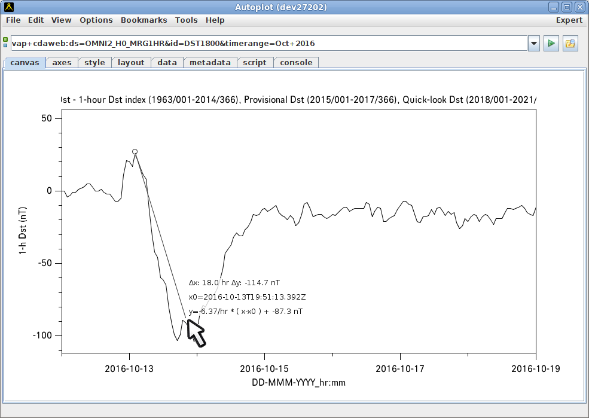 Autoplot (dev27202)
File Edit View Options Bookmarks Tools Help Expert
vap+cdaweb:ds=OMNI2_H0_MRG1HR&id=DST1800&timerange=Oct+2016
canvas axes style layout data metadata script console
st - 1-hour Dst index (1963/001-2014/366), Provisional Dst (2015/001-2017/366), Quick-look Dst (2018/001-2021/
50
0
-50
-100
1-h Dst (nT)
Δx: 18.0 hr Δy: -114.7 nT
x0=2016-10-13T19:51:13.392Z
y=-6.37/hr * ( x-x0 ) + -87.3 nT
2016-10-13 2016-10-15 2016-10-17 2016-10-19
DD-MMM-YYYY_hr:mm